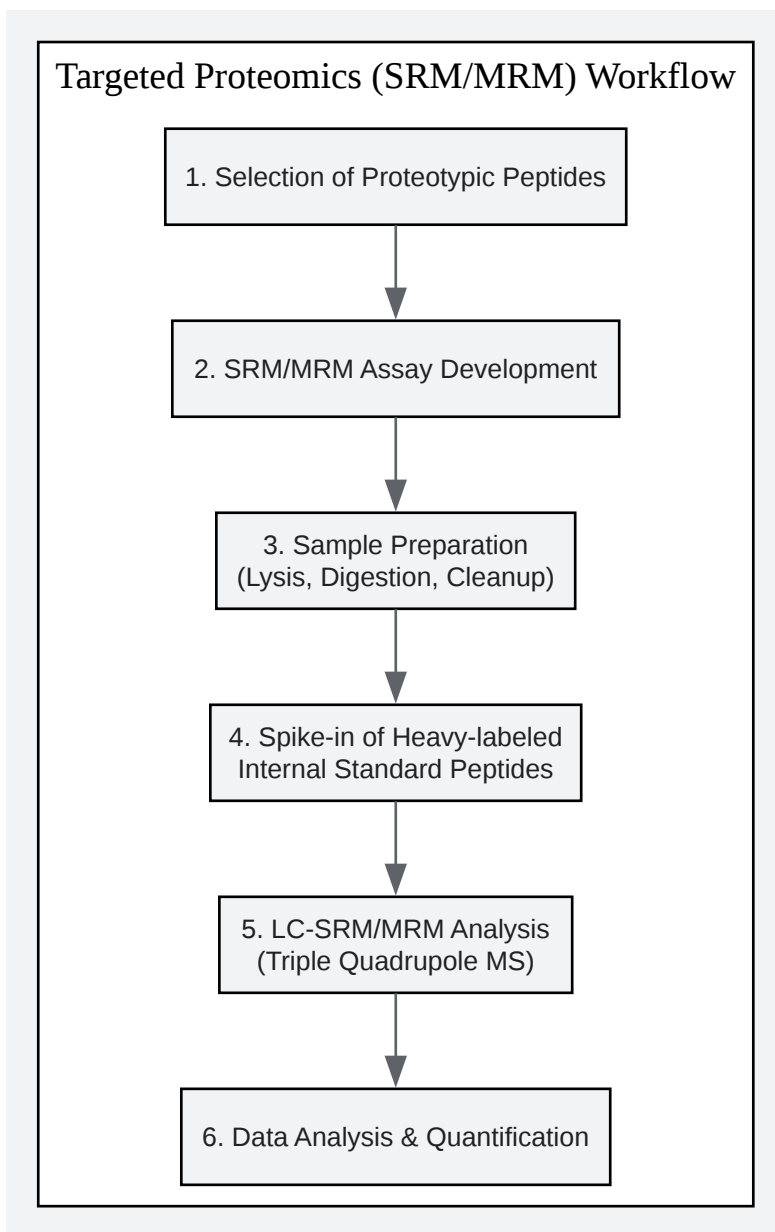 Targeted Proteomics (SRM/MRM) Workflow
1. Selection of Proteotypic Peptides
2. SRM/MRM Assay Development
3. Sample Preparation
(Lysis, Digestion, Cleanup)
4. Spike-in of Heavy-labeled
Internal Standard Peptides
5. LC-SRM/MRM Analysis
(Triple Quadrupole MS)
6. Data Analysis & Quantification